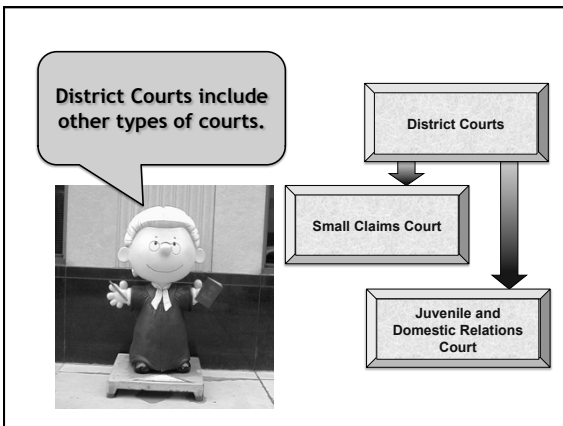 District Courts include
other types of courts.
District Courts
Small Claims Court
Juvenile and
Domestic Relations
Court